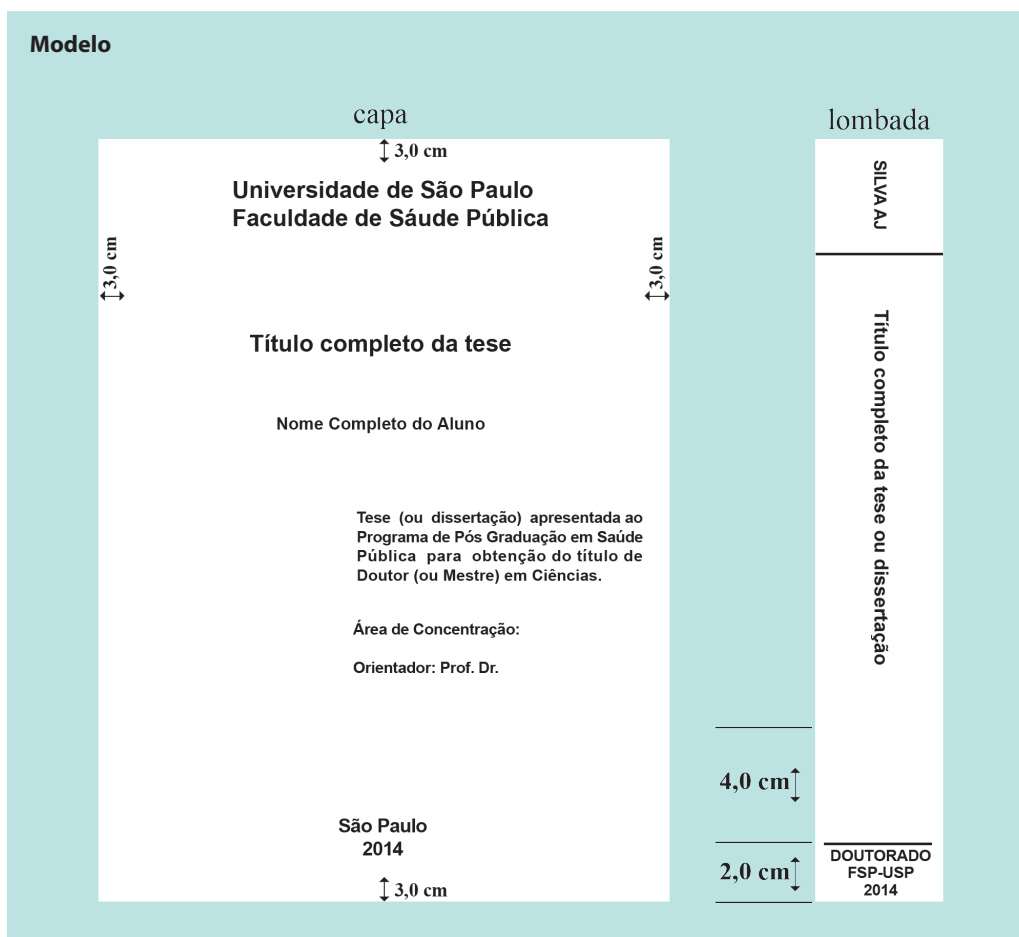 Modelo
capa
3,0 cm
Universidade de São Paulo
Faculdade de Sáude Pública
3,0 cm
3,0 cm
Título completo da tese
Nome Completo do Aluno
Tese (ou dissertação) apresentada ao
Programa de Pós Graduação em Saúde
Pública para obtenção do título de
Doutor (ou Mestre) em Ciências.
Área de Concentração:
Orientador: Prof. Dr.
São Paulo
2014
3,0 cm
lombada
SILVA AJ
Título completo da tese ou dissertação
4,0 cm
2,0 cm
DOUTORADO
FSP-USP
2014